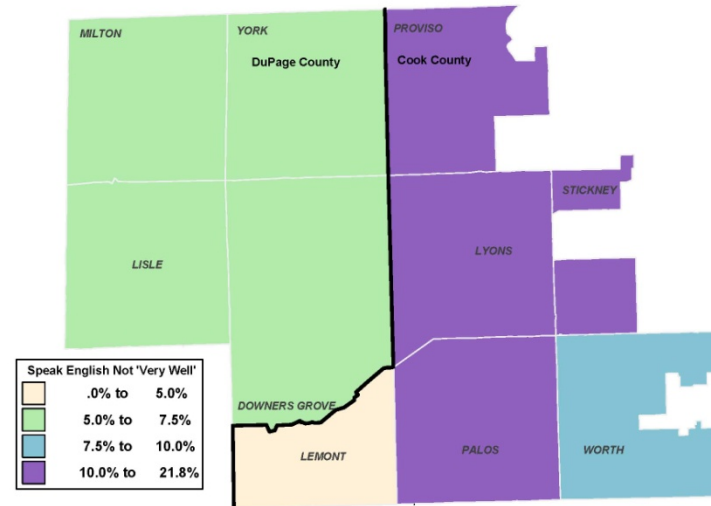 MILTON
YORK
PROVISO
DuPage County
Cook County
STICKNEY
LYONS
LISLE
Speak English Not 'Very Well'
.0% to 5.0%
5.0% to 7.5%
7.5% to 10.0%
10.0% to 21.8%
DOWNERS GROVE
LEMONT
PALOS
WORTH